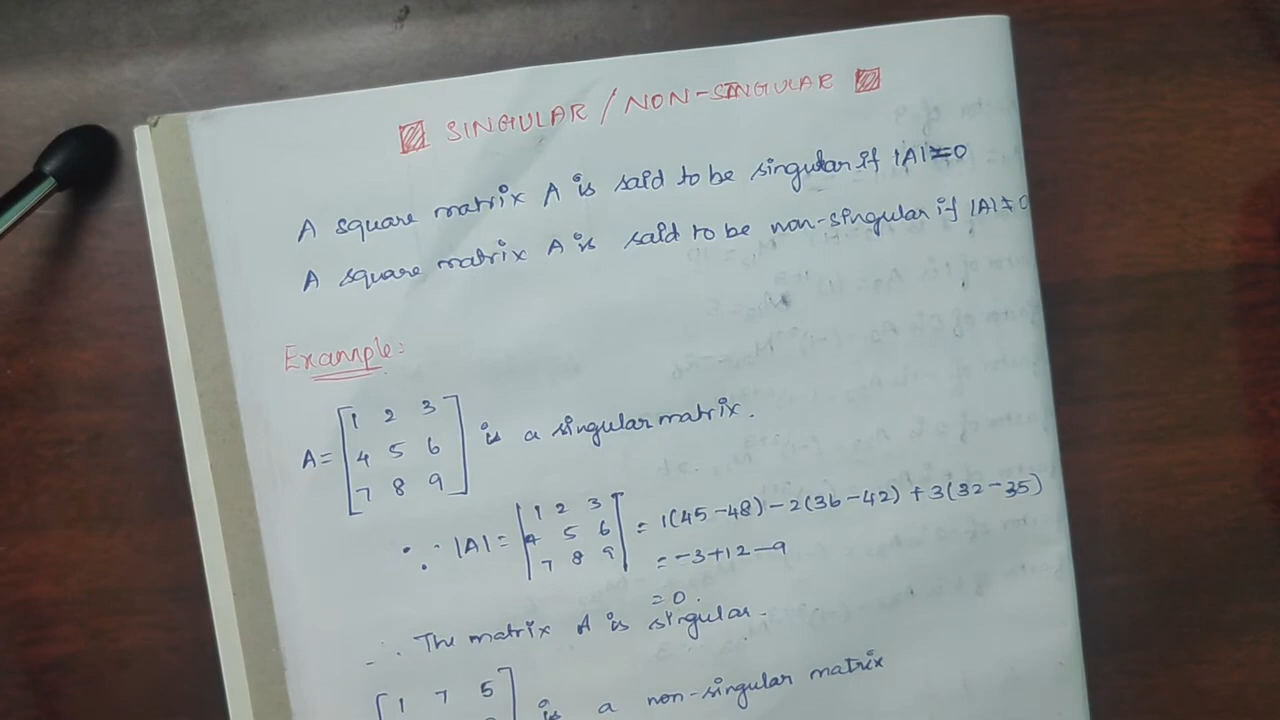 SINGULAR / NON-SINGULAR
A square matrix A is said to be singular if |A|=0
A square matrix A is said to be non-singular if |A|≠0
Example:
A= [1 2 3
4 5 6
7 8 9] is a singular matrix.
∵ |A|= |1 2 3
4 5 6
7 8 9| = 1(45-48)-2(36-42)+3(32-35)
= -3+12-9
=0.
∴ The matrix A is singular.
[1 7 5] is a non-singular matrix